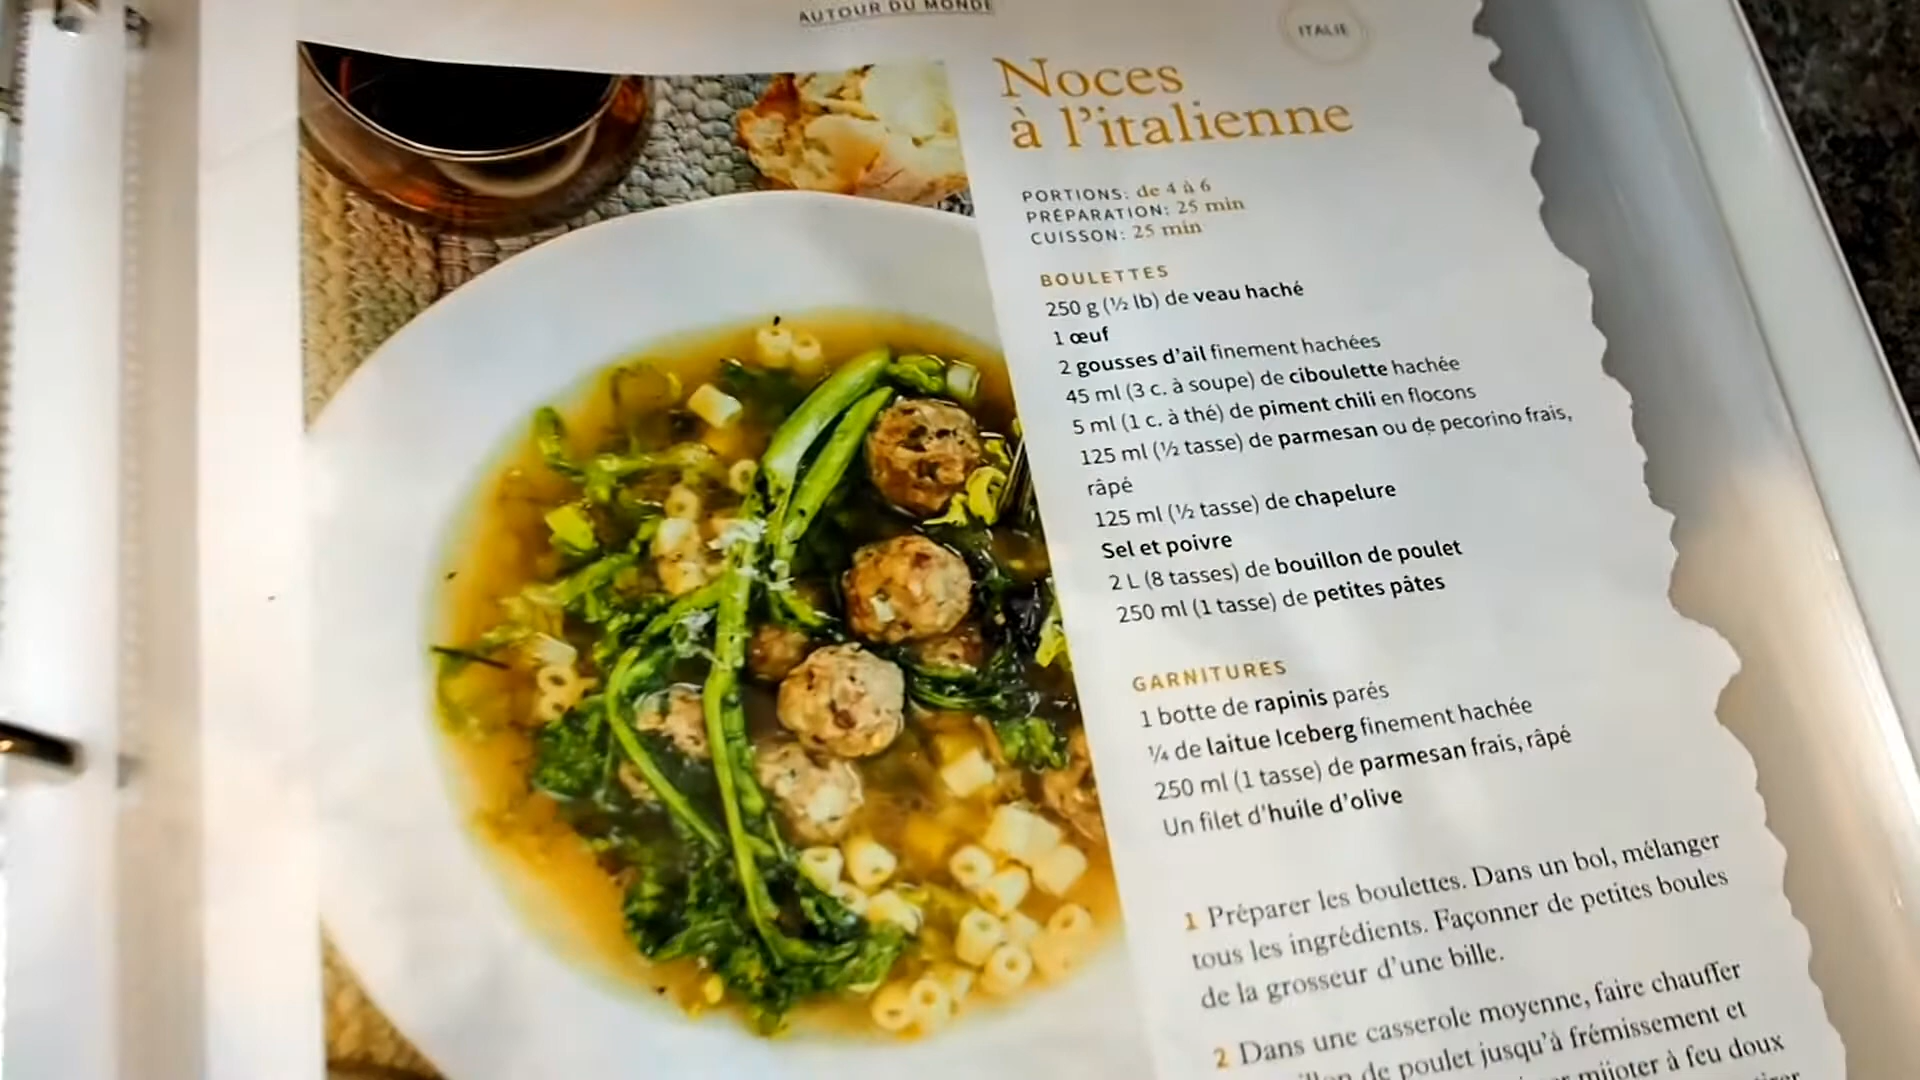 AUTOUR DU MONDE
ITALIE
Noces
à l'italienne
PORTIONS: de 4 à 6
PRÉPARATION: 25 min
CUISSON: 25 min
BOULETTES
250 g (½ lb) de veau haché
1 œuf
2 gousses d'ail finement hachées
45 ml (3 c. à soupe) de ciboulette hachée
5 ml (1 c. à thé) de piment chili en flocons
125 ml (½ tasse) de parmesan ou de pecorino frais,
râpé
125 ml (½ tasse) de chapelure
Sel et poivre
2 L (8 tasses) de bouillon de poulet
250 ml (1 tasse) de petites pâtes
GARNITURES
1 botte de rapinis parés
¼ de laitue Iceberg finement hachée
250 ml (1 tasse) de parmesan frais, râpé
Un filet d'huile d'olive
1 Préparer les boulettes. Dans un bol, mélanger
tous les ingrédients. Façonner de petites boules
de la grosseur d'une bille.
2 Dans une casserole moyenne, faire chauffer
de poulet jusqu'à frémissement et
mijoter à feu doux